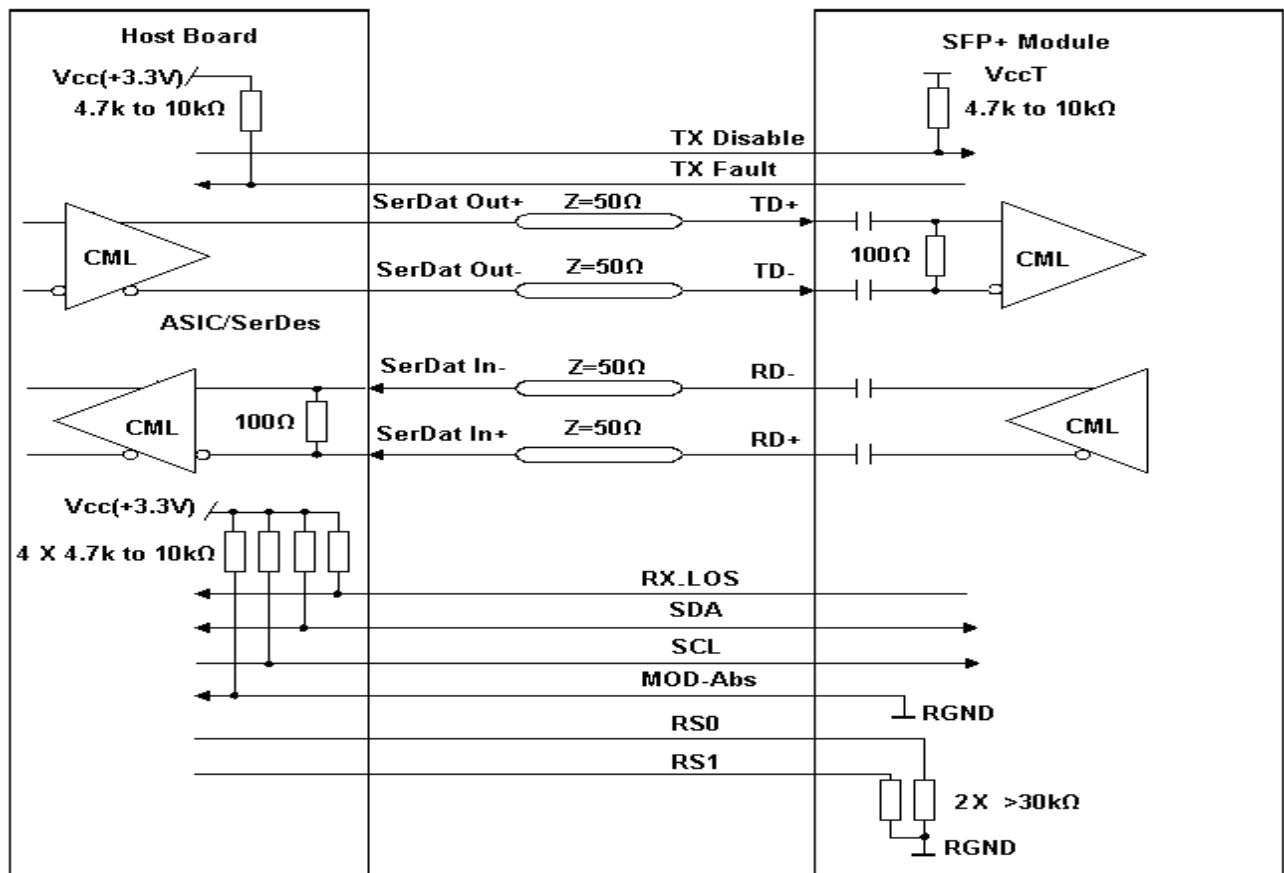 Host Board
SFP+ Module
Vcc(+3.3V)
4.7k to 10kΩ
VccT
4.7k to 10kΩ
TX Disable
TX Fault
SerDat Out+
Z=50Ω
TD+
CML
100Ω
CML
SerDat Out-
Z=50Ω
TD-
ASIC/SerDes
SerDat In-
Z=50Ω
RD-
CML
100Ω
SerDat In+
Z=50Ω
RD+
CML
Vcc(+3.3V)
4 X 4.7k to 10kΩ
RX.LOS
SDA
SCL
MOD-Abs
RGND
RS0
RS1
2X >30kΩ
RGND